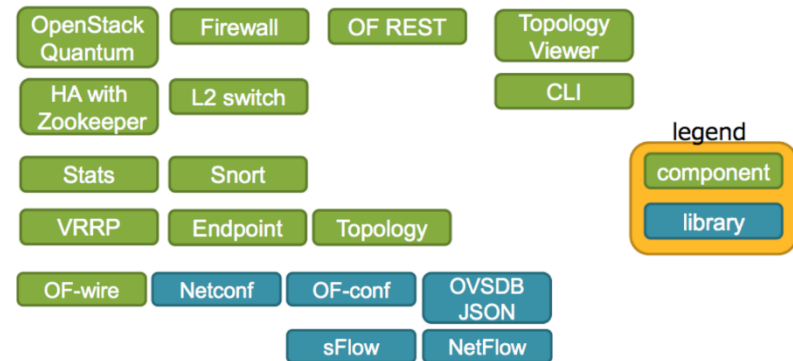 OpenStack
Quantum
Firewall
OF REST
Topology
Viewer
HA with
Zookeeper
L2 switch
CLI
legend
component
library
Stats
Snort
VRRP
Endpoint
Topology
OF-wire
Netconf
OF-conf
OVSDB
JSON
sFlow
NetFlow